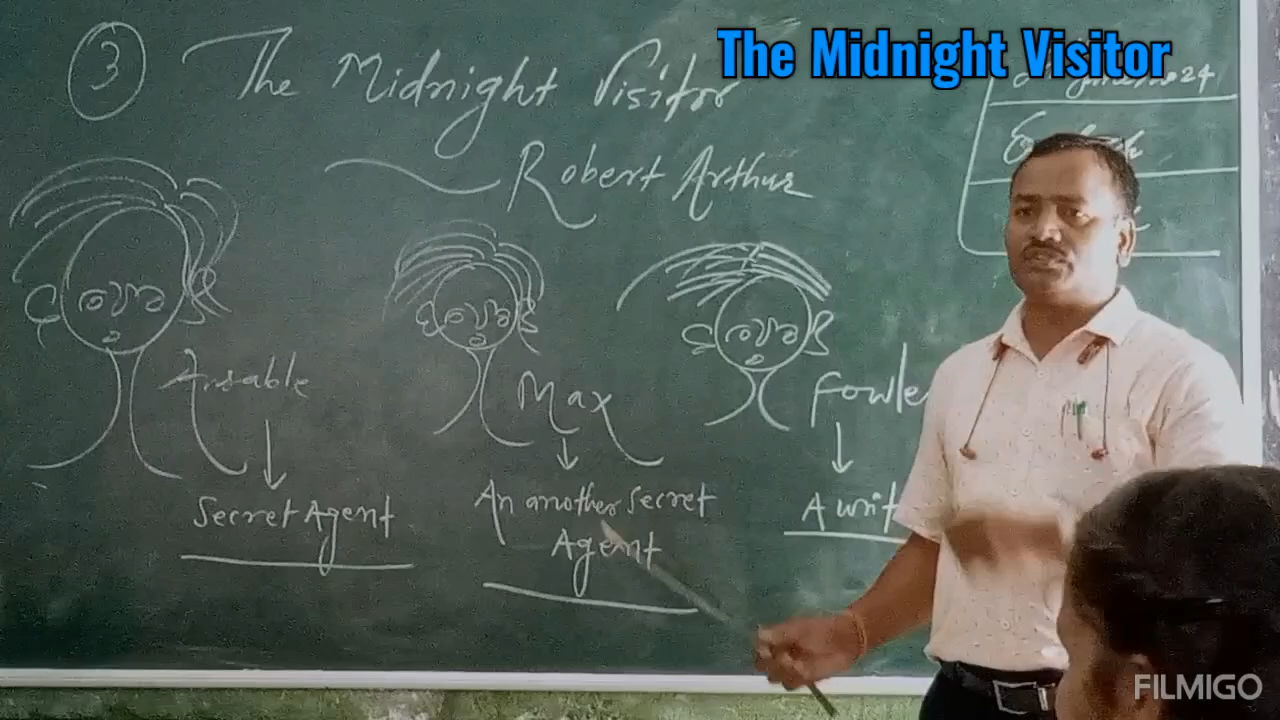 The Midnight Visitor
3 The Midnight Visitor
Robert Arthur
Ausable
Max
Fowle
Secret Agent
An another secret
Agent
A writ
FILMIGO